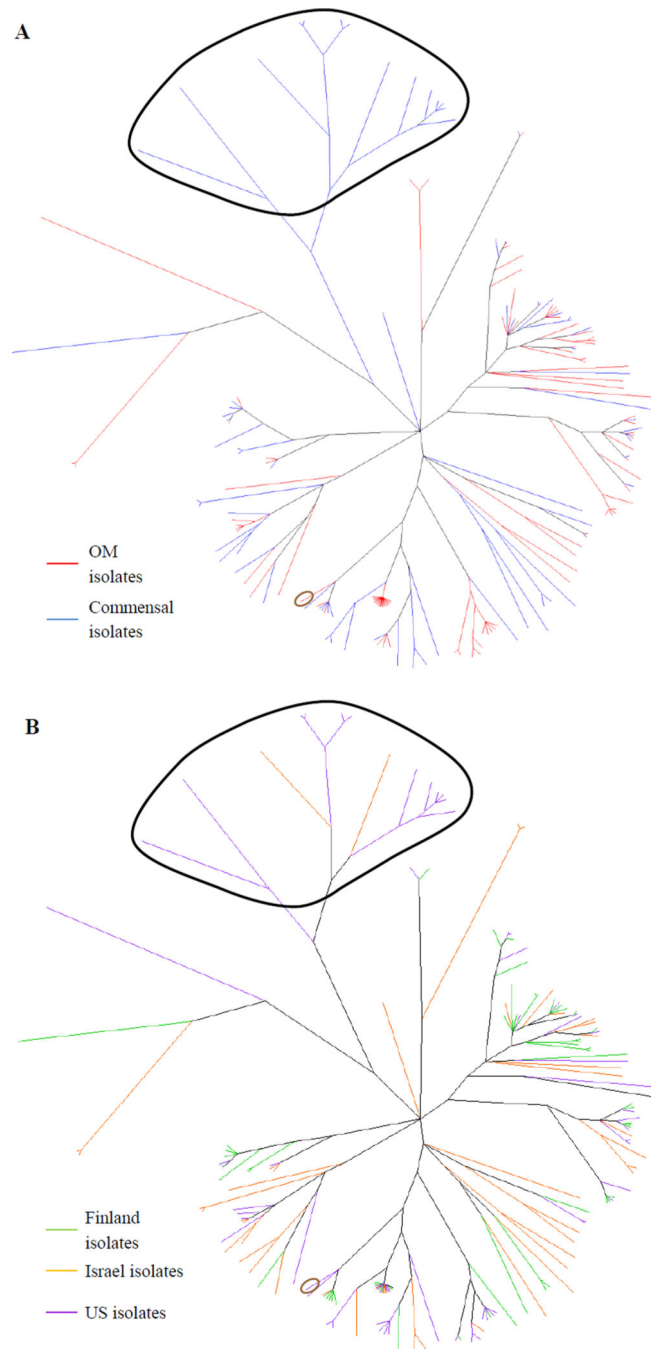 A
OM
isolates
Commensal
isolates
B
Finland
isolates
Israel isolates
US isolates